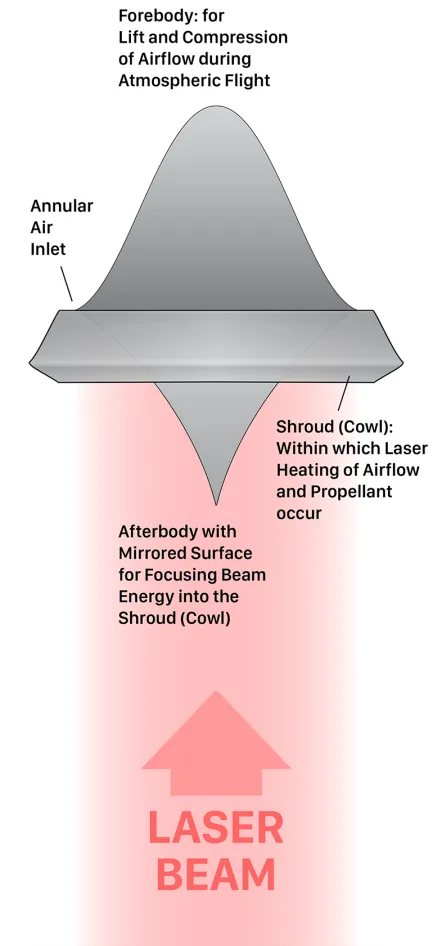 Forebody: for
Lift and Compression
of Airflow during
Atmospheric Flight
Annular
Air
Inlet
Shroud (Cowl):
Within which Laser
Heating of Airflow
and Propellant
occur
Afterbody with
Mirrored Surface
for Focusing Beam
Energy into the
Shroud (Cowl)
LASER
BEAM